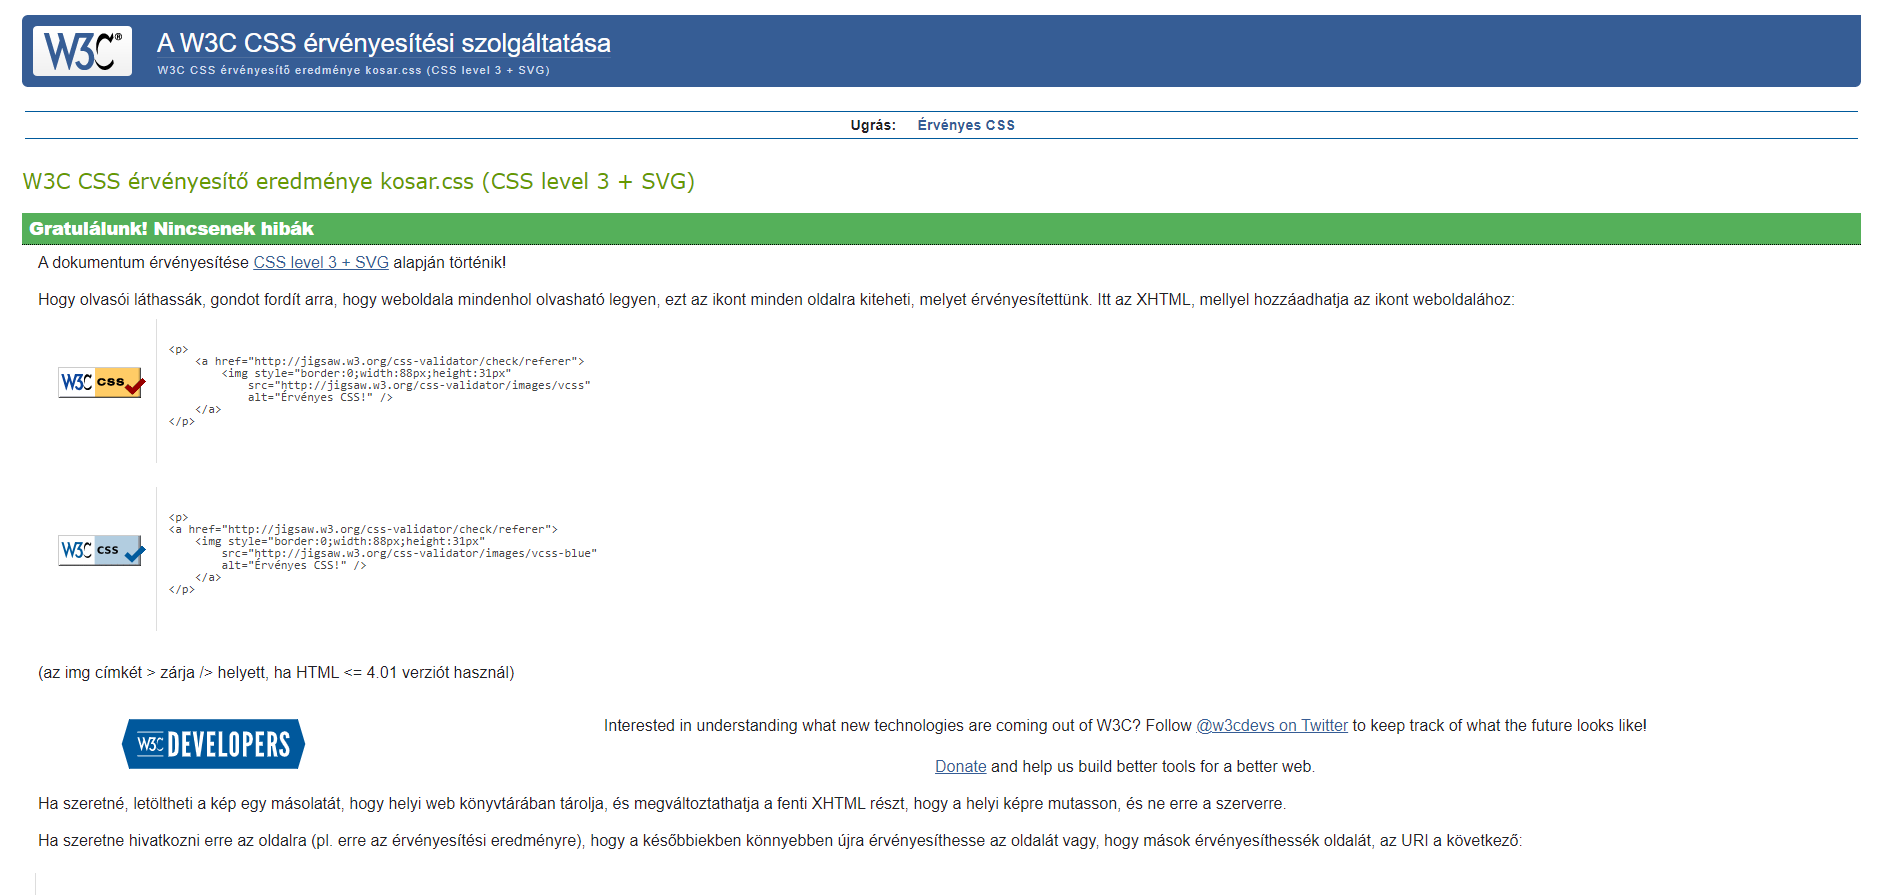 W3C®
A W3C CSS érvényesítési szolgáltatása
W3C CSS érvényesítő eredménye kosar.css (CSS level 3 + SVG)
Ugrás: Érvényes CSS
W3C CSS érvényesítő eredménye kosar.css (CSS level 3 + SVG)
Gratulálunk! Nincsenek hibák
A dokumentum érvényesítése CSS level 3 + SVG alapján történik!
Hogy olvasói láthassák, gondot fordít arra, hogy weboldala mindenhol olvasható legyen, ezt az ikont minden oldalra kiteheti, melyet érvényesítettünk. Itt az XHTML, mellyel hozzáadhatja az ikont weboldalához:
W3C css
<p>
<a href="http://jigsaw.w3.org/css-validator/check/referer">
<img style="border:0;width:88px;height:31px"
src="http://jigsaw.w3.org/css-validator/images/vcss"
alt="Érvényes CSS!" />
</a>
</p>
W3C css
<p>
<a href="http://jigsaw.w3.org/css-validator/check/referer">
<img style="border:0;width:88px;height:31px"
src="http://jigsaw.w3.org/css-validator/images/vcss-blue"
alt="Érvényes CSS!" />
</a>
</p>
(az img címkét > zárja /> helyett, ha HTML <= 4.01 verziót használ)
W3C DEVELOPERS
Interested in understanding what new technologies are coming out of W3C? Follow @w3cdevs on Twitter to keep track of what the future looks like!
Donate and help us build better tools for a better web.
Ha szeretné, letöltheti a kép egy másolatát, hogy helyi web könyvtárában tárolja, és megváltoztathatja a fenti XHTML részt, hogy a helyi képre mutasson, és ne erre a szerverre.
Ha szeretne hivatkozni erre az oldalra (pl. erre az érvényesítési eredményre), hogy a későbbiekben könnyebben újra érvényesíthesse az oldalát vagy, hogy mások érvényesíthessék oldalát, az URI a következő: